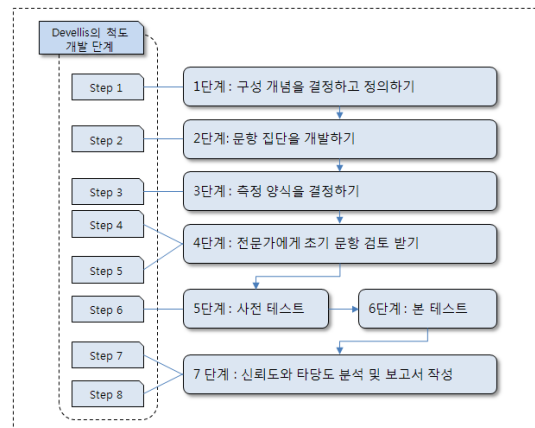 Devellis의 척도
개발 단계
Step 1
1단계 : 구성 개념을 결정하고 정의하기
Step 2
2단계: 문항 집단을 개발하기
Step 3
3단계 : 측정 양식을 결정하기
Step 4
4단계 : 전문가에게 초기 문항 검토 받기
Step 5
Step 6
5단계 : 사전 테스트
6단계 : 본 테스트
Step 7
7 단계 : 신뢰도와 타당도 분석 및 보고서 작성
Step 8